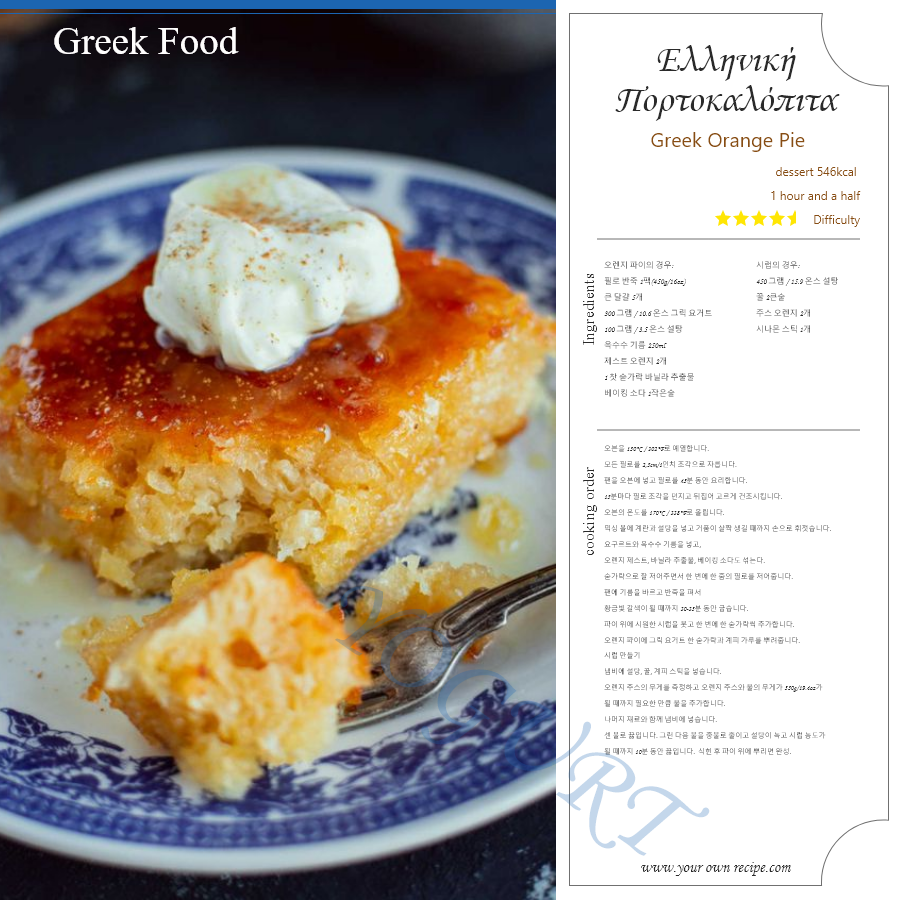 Greek Food
Ελληνική
Πορτοκαλόπιτα
Greek Orange Pie
dessert 546kcal
1 hour and a half
Difficulty
Ingredients
오렌지 파이의 경우:
필로 반죽 1팩(450g/16oz)
큰 달걀 5개
300 그램 / 10.6 온스 그릭 요거트
100 그램 / 3.5 온스 설탕
옥수수 기름 250ml
제스트 오렌지 2개
1 찻 숟가락 바닐라 추출물
베이킹 소다 1작은술
시럽의 경우:
450 그램 / 15.9 온스 설탕
꿀 2큰술
주스 오렌지 2개
시나몬 스틱 1개
cooking order
오븐을 150°C / 302°F로 예열합니다.
모든 필로를 2,5cm/1인치 조각으로 자릅니다.
팬을 오븐에 넣고 필로를 45분 동안 요리합니다.
15분마다 필로 조각을 던지고 뒤집어 고르게 건조시킵니다.
오븐의 온도를 170°C / 338°F로 올립니다.
믹싱 볼에 계란과 설탕을 넣고 거품이 살짝 생길 때까지 손으로 휘젓습니다.
요구르트와 옥수수 기름을 넣고,
오렌지 제스트, 바닐라 추출물, 베이킹 소다도 섞는다.
숟가락으로 잘 저어주면서 한 번에 한 줌의 필로를 저어줍니다.
팬에 기름을 바르고 반죽을 펴서
황금빛 갈색이 될 때까지 50-55분 동안 굽습니다.
파이 위에 시원한 시럽을 붓고 한 번에 한 숟가락씩 추가합니다.
오렌지 파이에 그릭 요거트 한 숟가락과 계피 가루를 뿌려줍니다.
시럽 만들기
냄비에 설탕, 꿀, 계피 스틱을 넣습니다.
오렌지 주스의 무게를 측정하고 오렌지 주스와 물의 무게가 550g/19.4oz가
될 때까지 필요한 만큼 물을 추가합니다.
나머지 재료와 함께 냄비에 넣습니다.
센 불로 끓입니다. 그런 다음 불을 중불로 줄이고 설탕이 녹고 시럽 농도가
될 때까지 10분 동안 끓입니다. 식힌 후 파이 위에 뿌리면 완성.
www.your own recipe.com